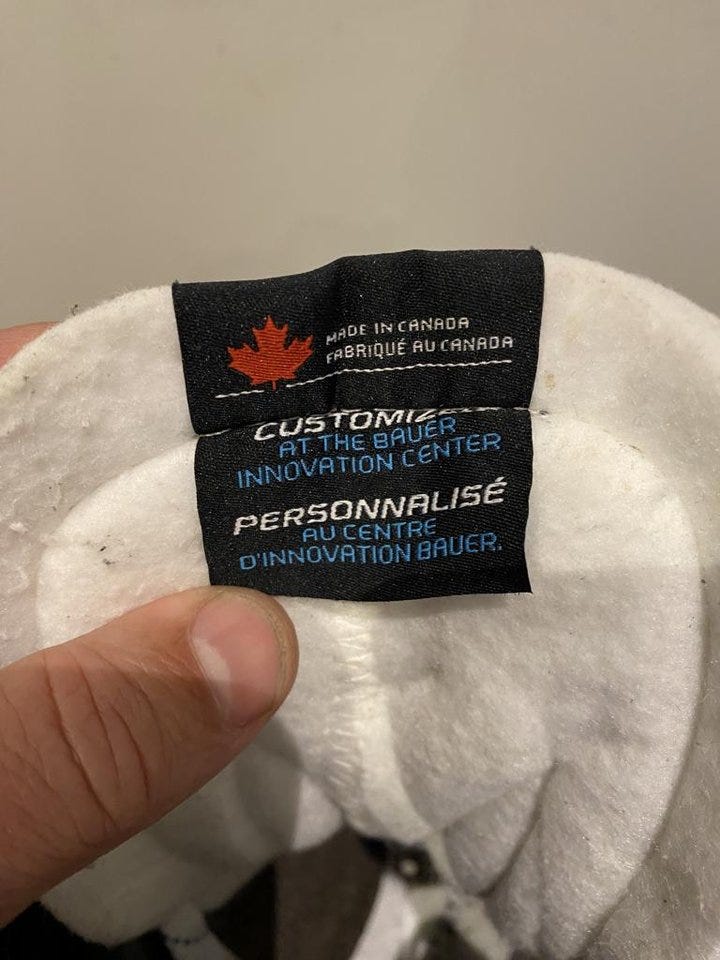 MADE IN CANADA
FABRIQUÉ AU CANADA
AT THE BAUER
INNOVATION CENTER
PERSONNALISÉ
AU CENTRE
D'INNOVATION BAUER.